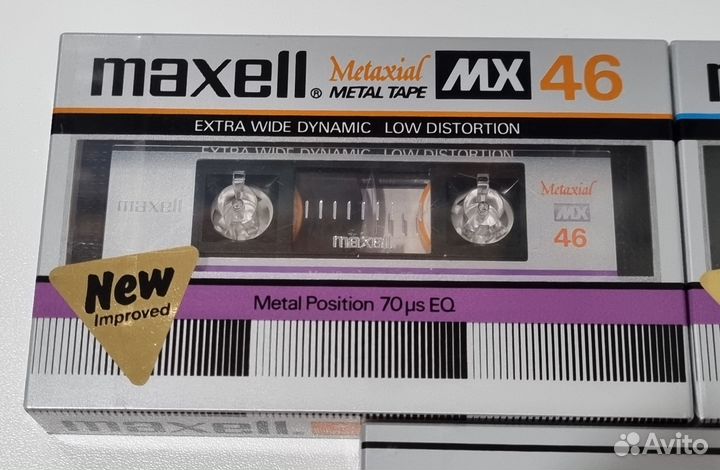 maxell® Metaxial METAL TAPE MX 46
EXTRA WIDE DYNAMIC LOW DISTORTION
EXTRA WIDE DYNAMIC LOW DISTORTION
maxell
Metaxial
MX
46
maxell
New
Improved
Metal Position 70 µs EQ.
maxell
Avito